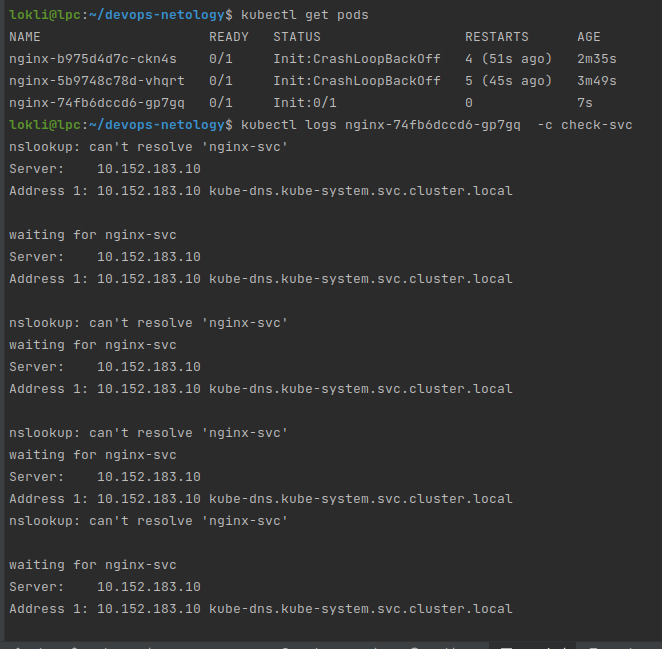 lokli@lpc:~/devops-netology$ kubectl get pods
NAME                     READY   STATUS                  RESTARTS      AGE
nginx-b975d4d7c-ckn4s    0/1     Init:CrashLoopBackOff   4 (51s ago)   2m35s
nginx-5b9748c78d-vhqrt   0/1     Init:CrashLoopBackOff   5 (45s ago)   3m49s
nginx-74fb6dccd6-gp7gq   0/1     Init:0/1                0             7s
lokli@lpc:~/devops-netology$ kubectl logs nginx-74fb6dccd6-gp7gq  -c check-svc
nslookup: can't resolve 'nginx-svc'
Server:    10.152.183.10
Address 1: 10.152.183.10 kube-dns.kube-system.svc.cluster.local

waiting for nginx-svc
Server:    10.152.183.10
Address 1: 10.152.183.10 kube-dns.kube-system.svc.cluster.local

nslookup: can't resolve 'nginx-svc'
waiting for nginx-svc
Server:    10.152.183.10
Address 1: 10.152.183.10 kube-dns.kube-system.svc.cluster.local

nslookup: can't resolve 'nginx-svc'
waiting for nginx-svc
Server:    10.152.183.10
Address 1: 10.152.183.10 kube-dns.kube-system.svc.cluster.local
nslookup: can't resolve 'nginx-svc'

waiting for nginx-svc
Server:    10.152.183.10
Address 1: 10.152.183.10 kube-dns.kube-system.svc.cluster.local